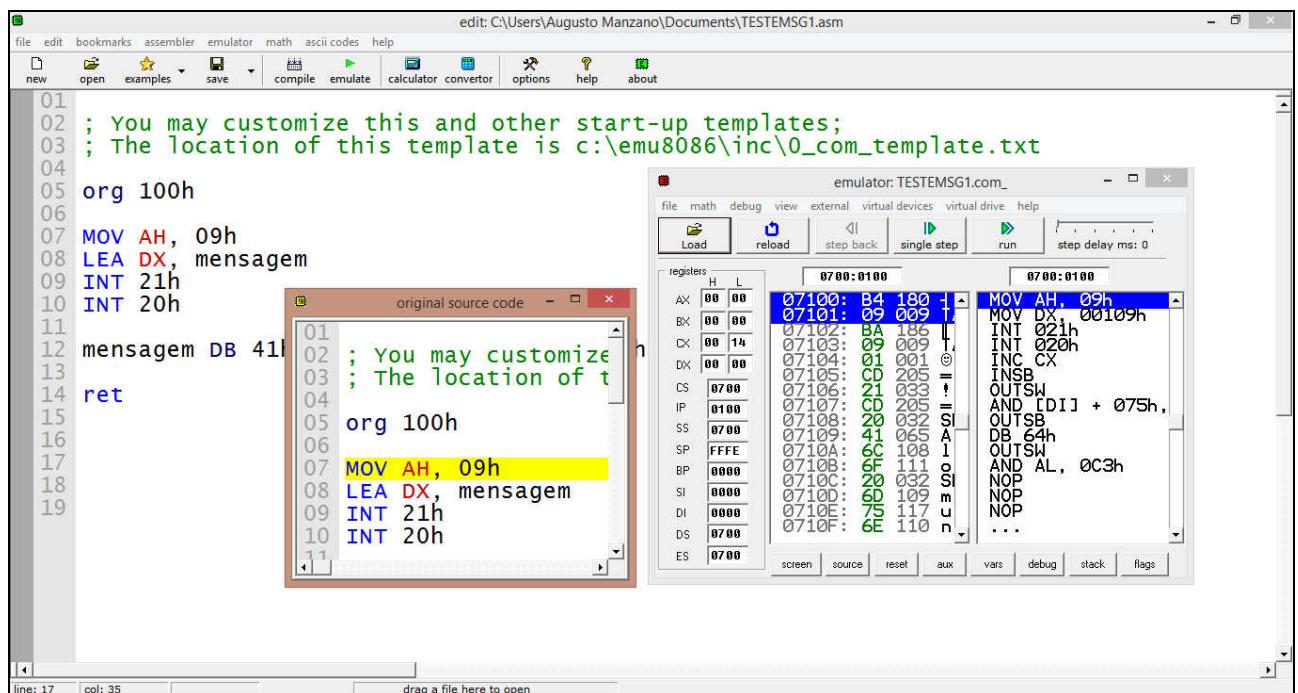 edit: C:\Users\Augusto Manzano\Documents\TESTEMSG1.asm
file edit bookmarks assembler emulator math ascii codes help
new open examples save compile emulate calculator convertor options help about
01
02 ; You may customize this and other start-up templates;
03 ; The location of this template is c:\emu8086\inc\0_com_template.txt
04
05 org 100h
06
07 MOV AH, 09h
08 LEA DX, mensagem
09 INT 21h
10 INT 20h
11
12 mensagem DB 41h
13
14 ret
15
16
17
18
19
original source code
01
02 ; You may customize
03 ; The location of t
04
05 org 100h
06
07 MOV AH, 09h
08 LEA DX, mensagem
09 INT 21h
10 INT 20h
11
emulator: TESTEMSG1.com_
file math debug view external virtual devices virtual drive help
Load reload step back single step run step delay ms: 0
registers 0700:0100 0700:0100
H L
AX 00 00
BX 00 00
CX 00 14
DX 00 00
CS 0700
IP 0100
SS 0700
SP FFFE
BP 0000
SI 0000
DI 0000
DS 0700
ES 0700
07100: B4 180 ┤
07101: 09 009
07102: BA 186 ║
07103: 09 009
07104: 01 001 ☺
07105: CD 205 ═
07106: 21 033 !
07107: CD 205 ═
07108: 20 032
07109: 41 065 A
0710A: 6C 108 l
0710B: 6F 111 o
0710C: 20 032
0710D: 6D 109 m
0710E: 75 117 u
0710F: 6E 110 n
MOV AH, 09h
MOV DX, 00109h
INT 021h
INT 020h
INC CX
INSB
OUTSW
AND [DI] + 075h,
OUTSB
DB 64h
OUTSW
AND AL, 0C3h
NOP
NOP
NOP
...
screen source reset aux vars debug stack flags
line: 17 col: 35 drag a file here to open